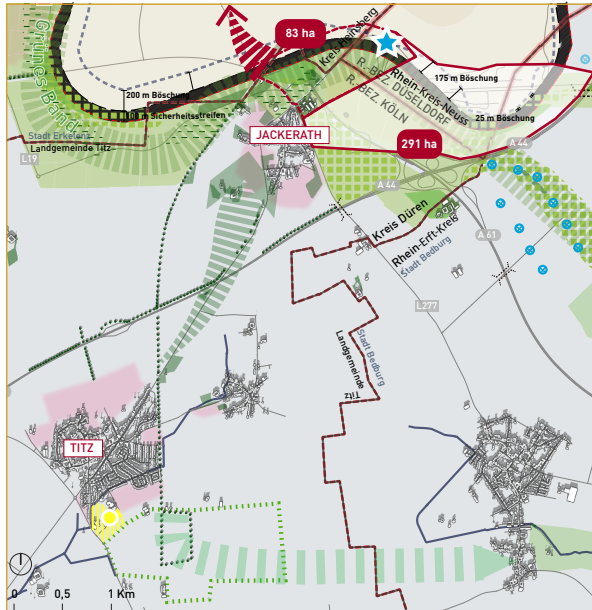 83 ha
Kreis Heinsberg
Grünes Band
200 m Böschung
100 m Sicherheitsstreifen
Stadt Erkelenz
Landgemeinde Titz
L19
JACKERATH
Rhein-Kreis-Neuss
R.-BEZ. DÜSELDORF
R.-BEZ. KÖLN
175 m Böschung
25 m Böschung
291 ha
A 44
A 44
Kreis Düren
Rhein-Erft-Kreis
Stadt Bedburg
A 61
L277
Stadt Bedburg
Landgemeinde
Titz
TITZ
0 0,5 1 Km